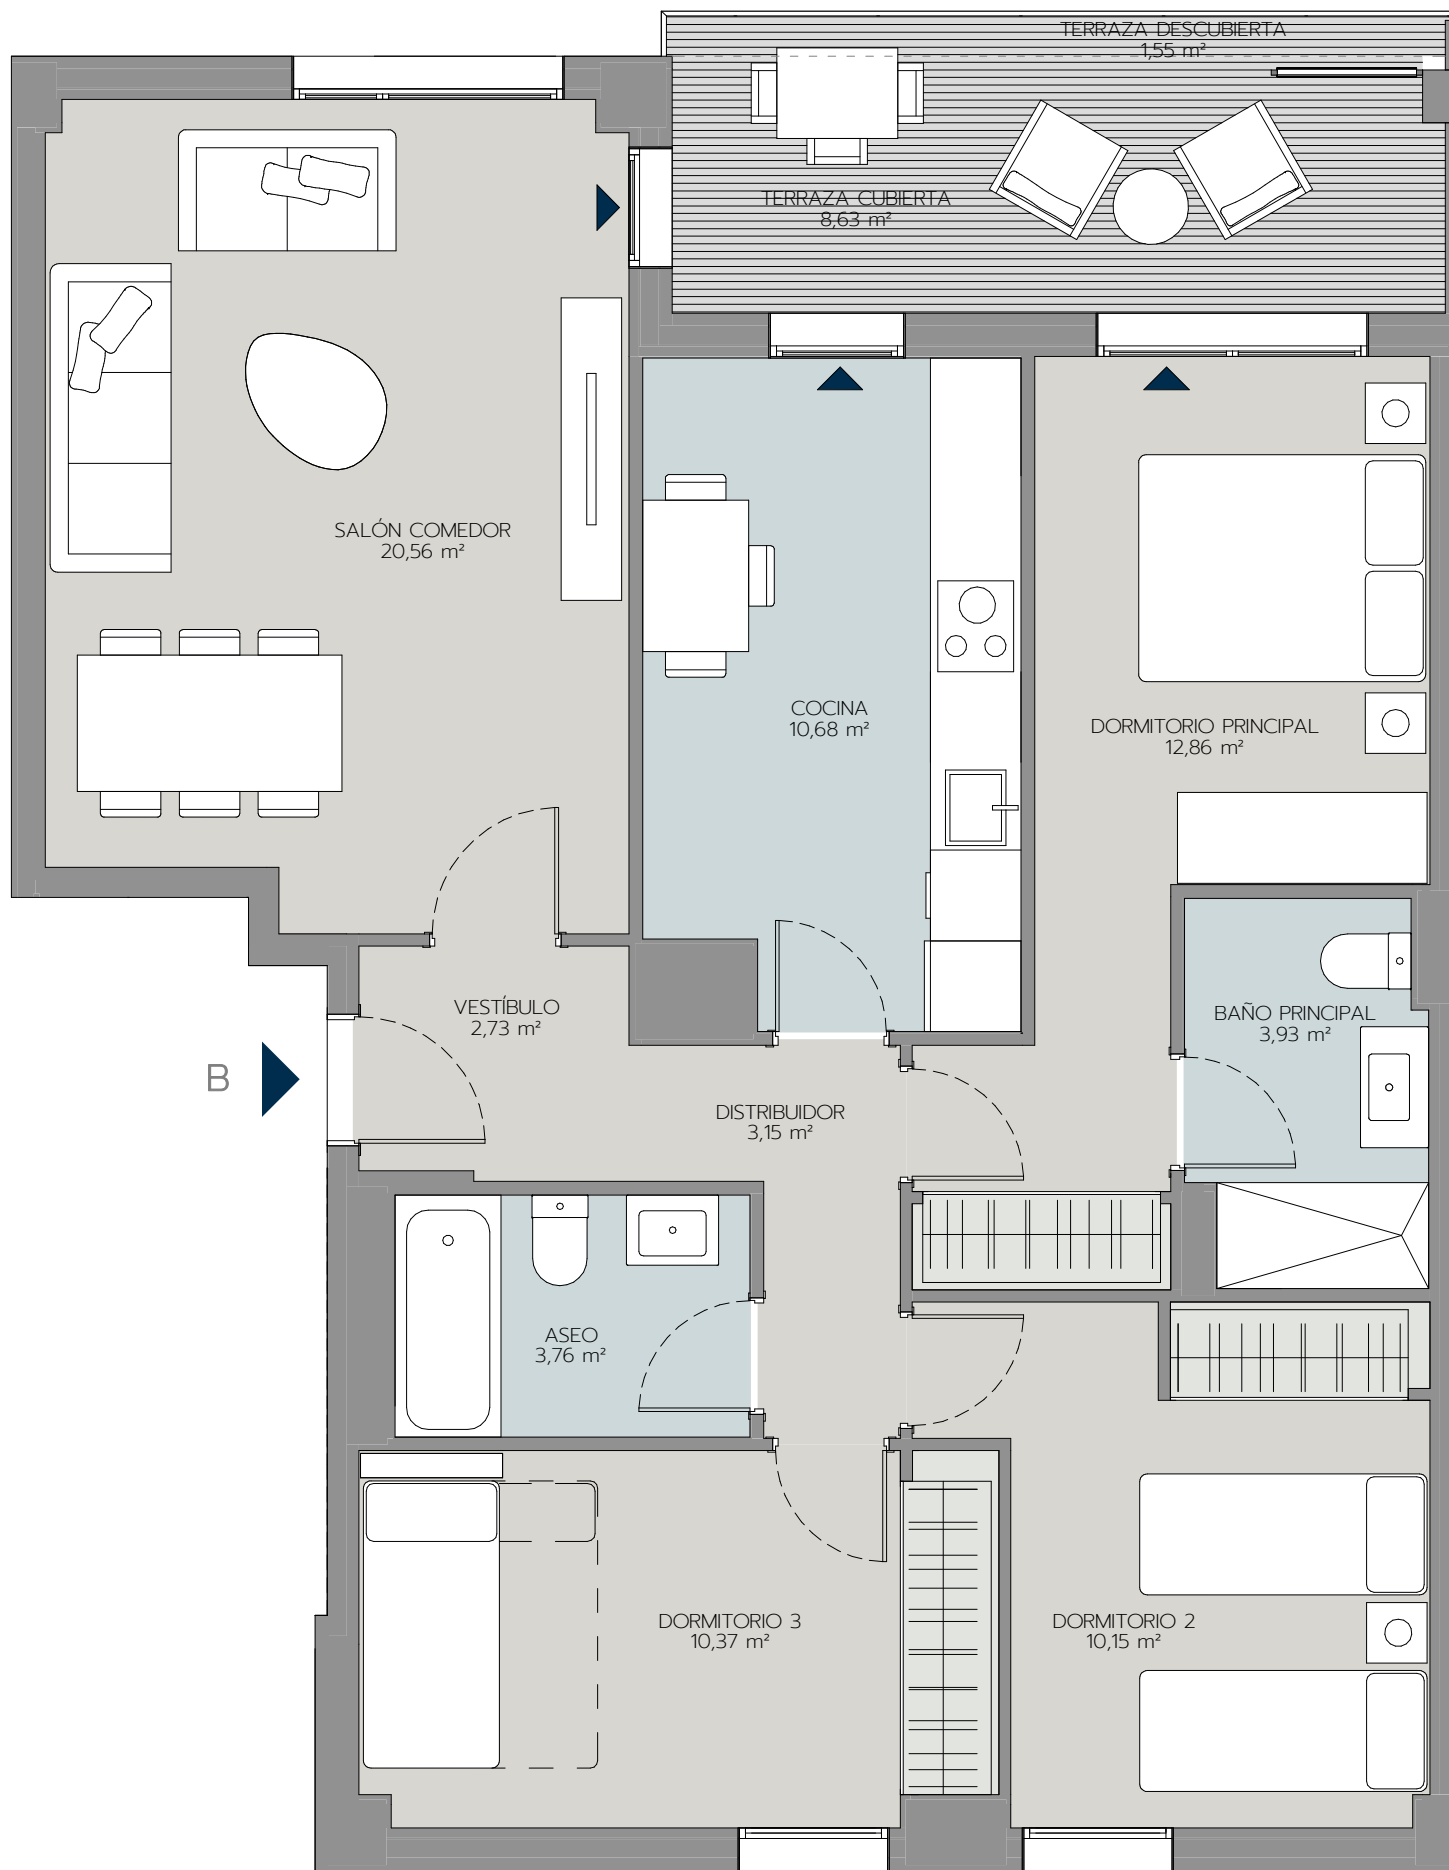 TERRAZA DESCUBIERTA
1,55 m²
TERRAZA CUBIERTA
8,63 m²
SALÓN COMEDOR
20,56 m²
COCINA
10,68 m²
DORMITORIO PRINCIPAL
12,86 m²
VESTÍBULO
2,73 m²
BAÑO PRINCIPAL
3,93 m²
B
DISTRIBUIDOR
3,15 m²
ASEO
3,76 m²
DORMITORIO 3
10,37 m²
DORMITORIO 2
10,15 m²